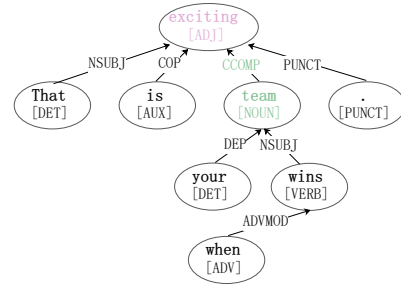 exciting
[ADJ]
NSUBJ COP CCOMP PUNCT
That is team .
[DET] [AUX] [NOUN] [PUNCT]
DEP NSUBJ
your wins
[DET] [VERB]
ADVMOD
when
[ADV]